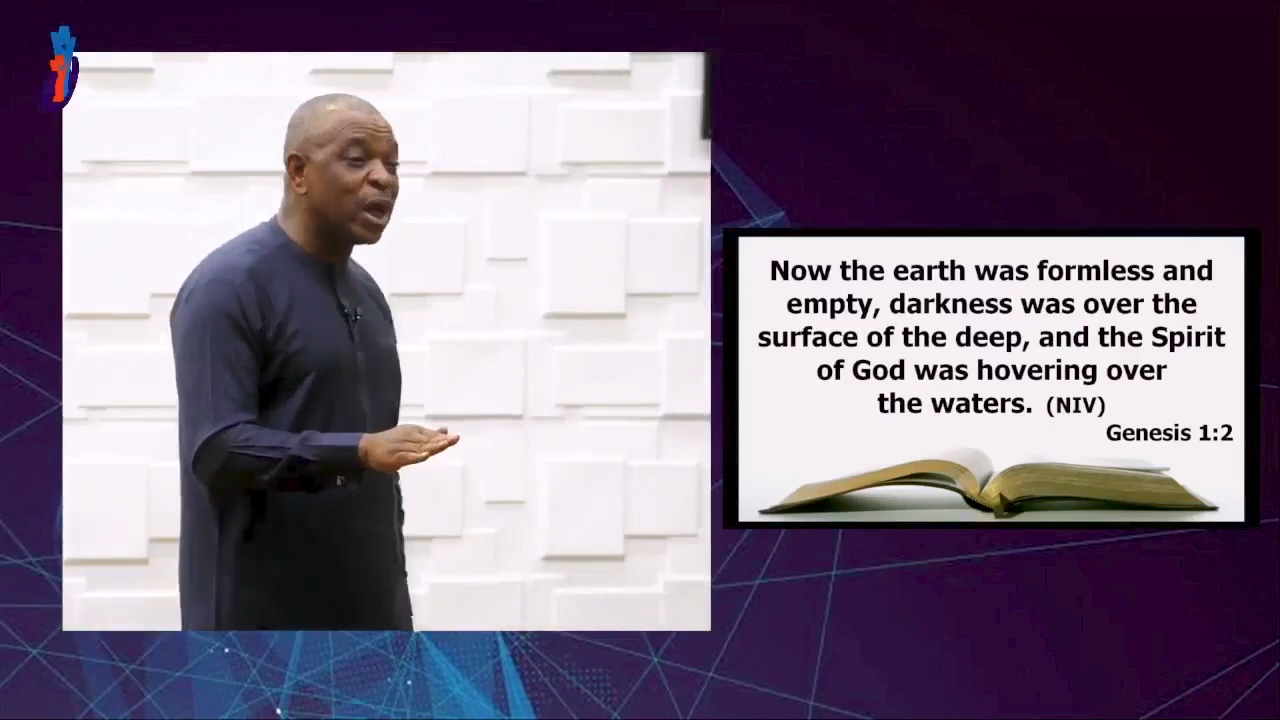 Now the earth was formless and
empty, darkness was over the
surface of the deep, and the Spirit
of God was hovering over
the waters. (NIV)
Genesis 1:2